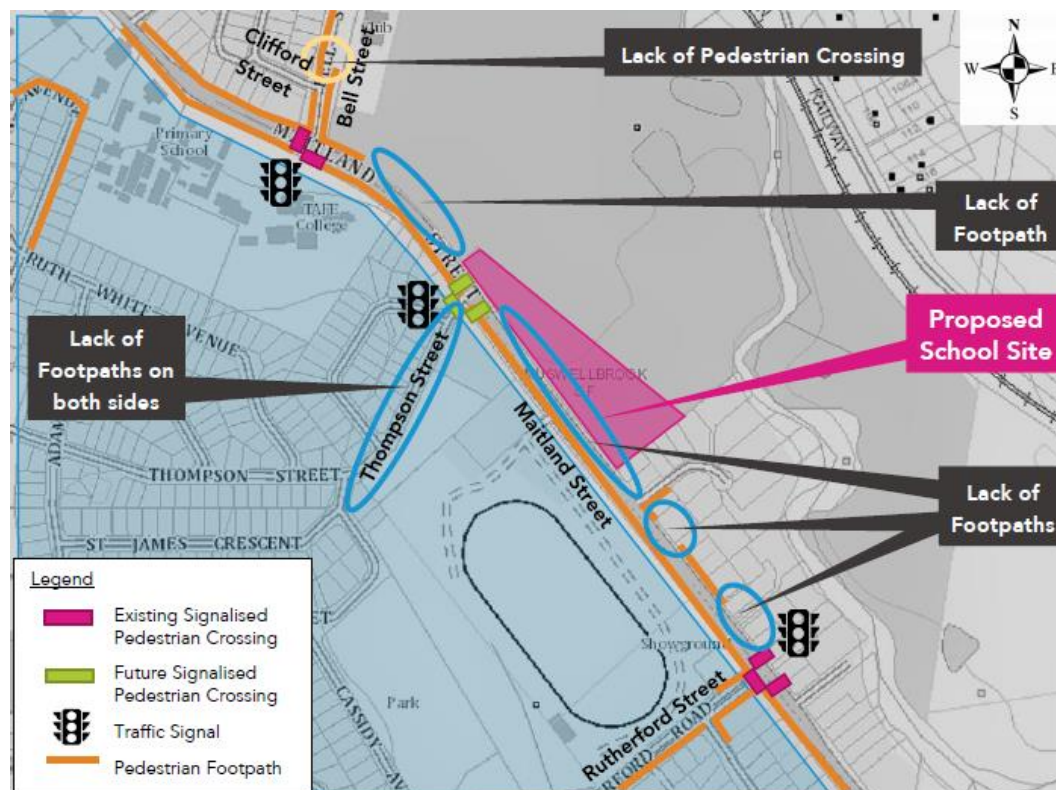 Clifford
Street
BELL
Bell Street
Club
Lack of Pedestrian Crossing
N
W
E
S
RAILWAY
AVENUE
Primary
School
MAITLAND
STREET
TAFE
College
Lack of
Footpath
RUTH WHITE AVENUE
Lack of
Footpaths on
both sides
Proposed
School Site
Thompson Street
Maitland Street
THOMPSON STREET
ST JAMES CRESCENT
Lack of
Footpaths
Showground
Park
CASSIDY
Rutherford Street
ROAD
Legend
Existing Signalised
Pedestrian Crossing
Future Signalised
Pedestrian Crossing
Traffic Signal
Pedestrian Footpath